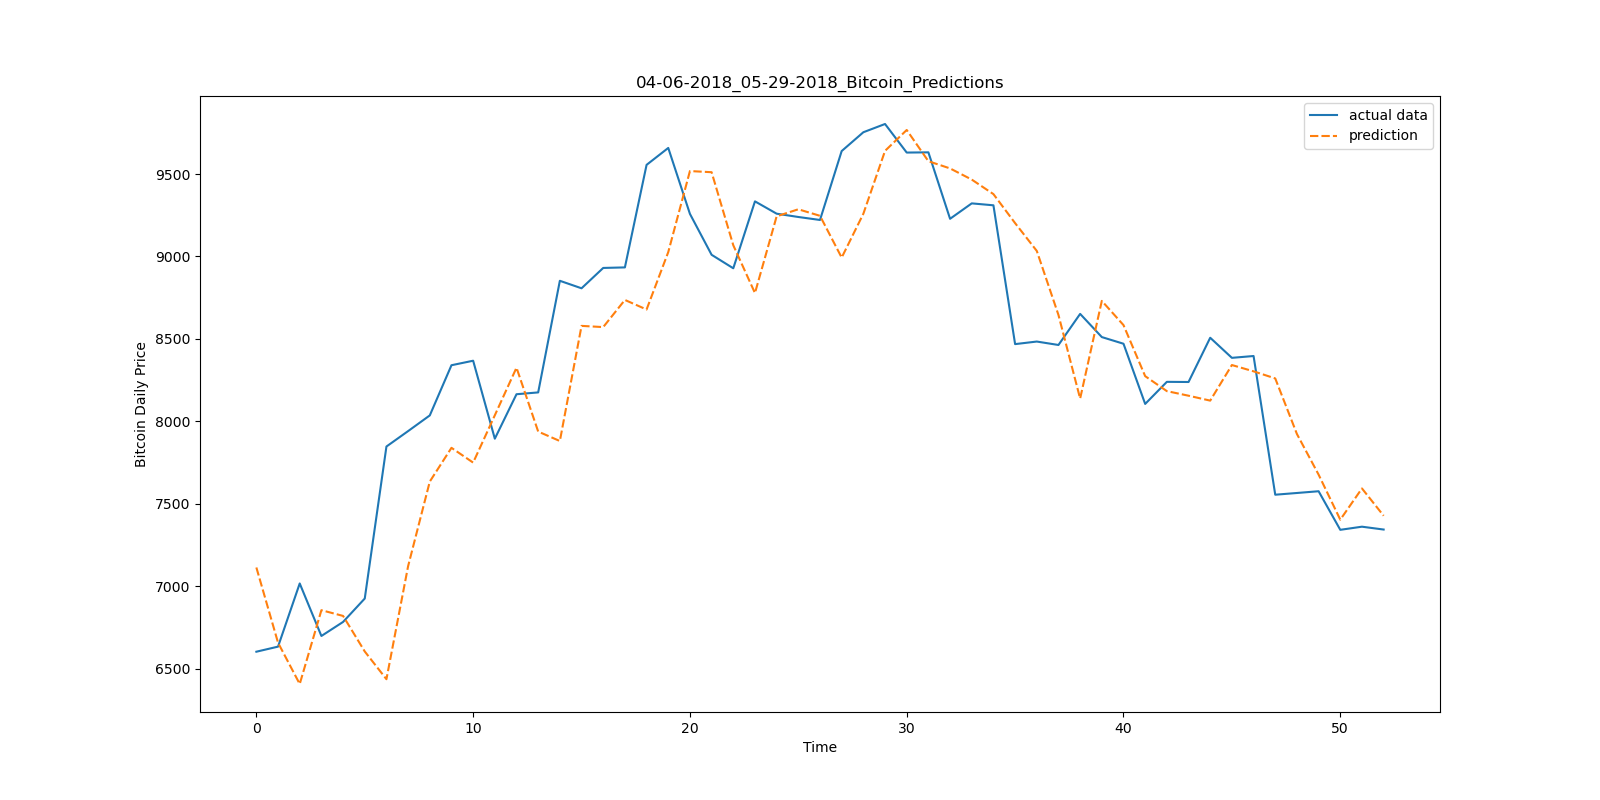 04-06-2018_05-29-2018_Bitcoin_Predictions
actual data
prediction
Bitcoin Daily Price
9500
9000
8500
8000
7500
7000
6500
0 10 20 30 40 50
Time